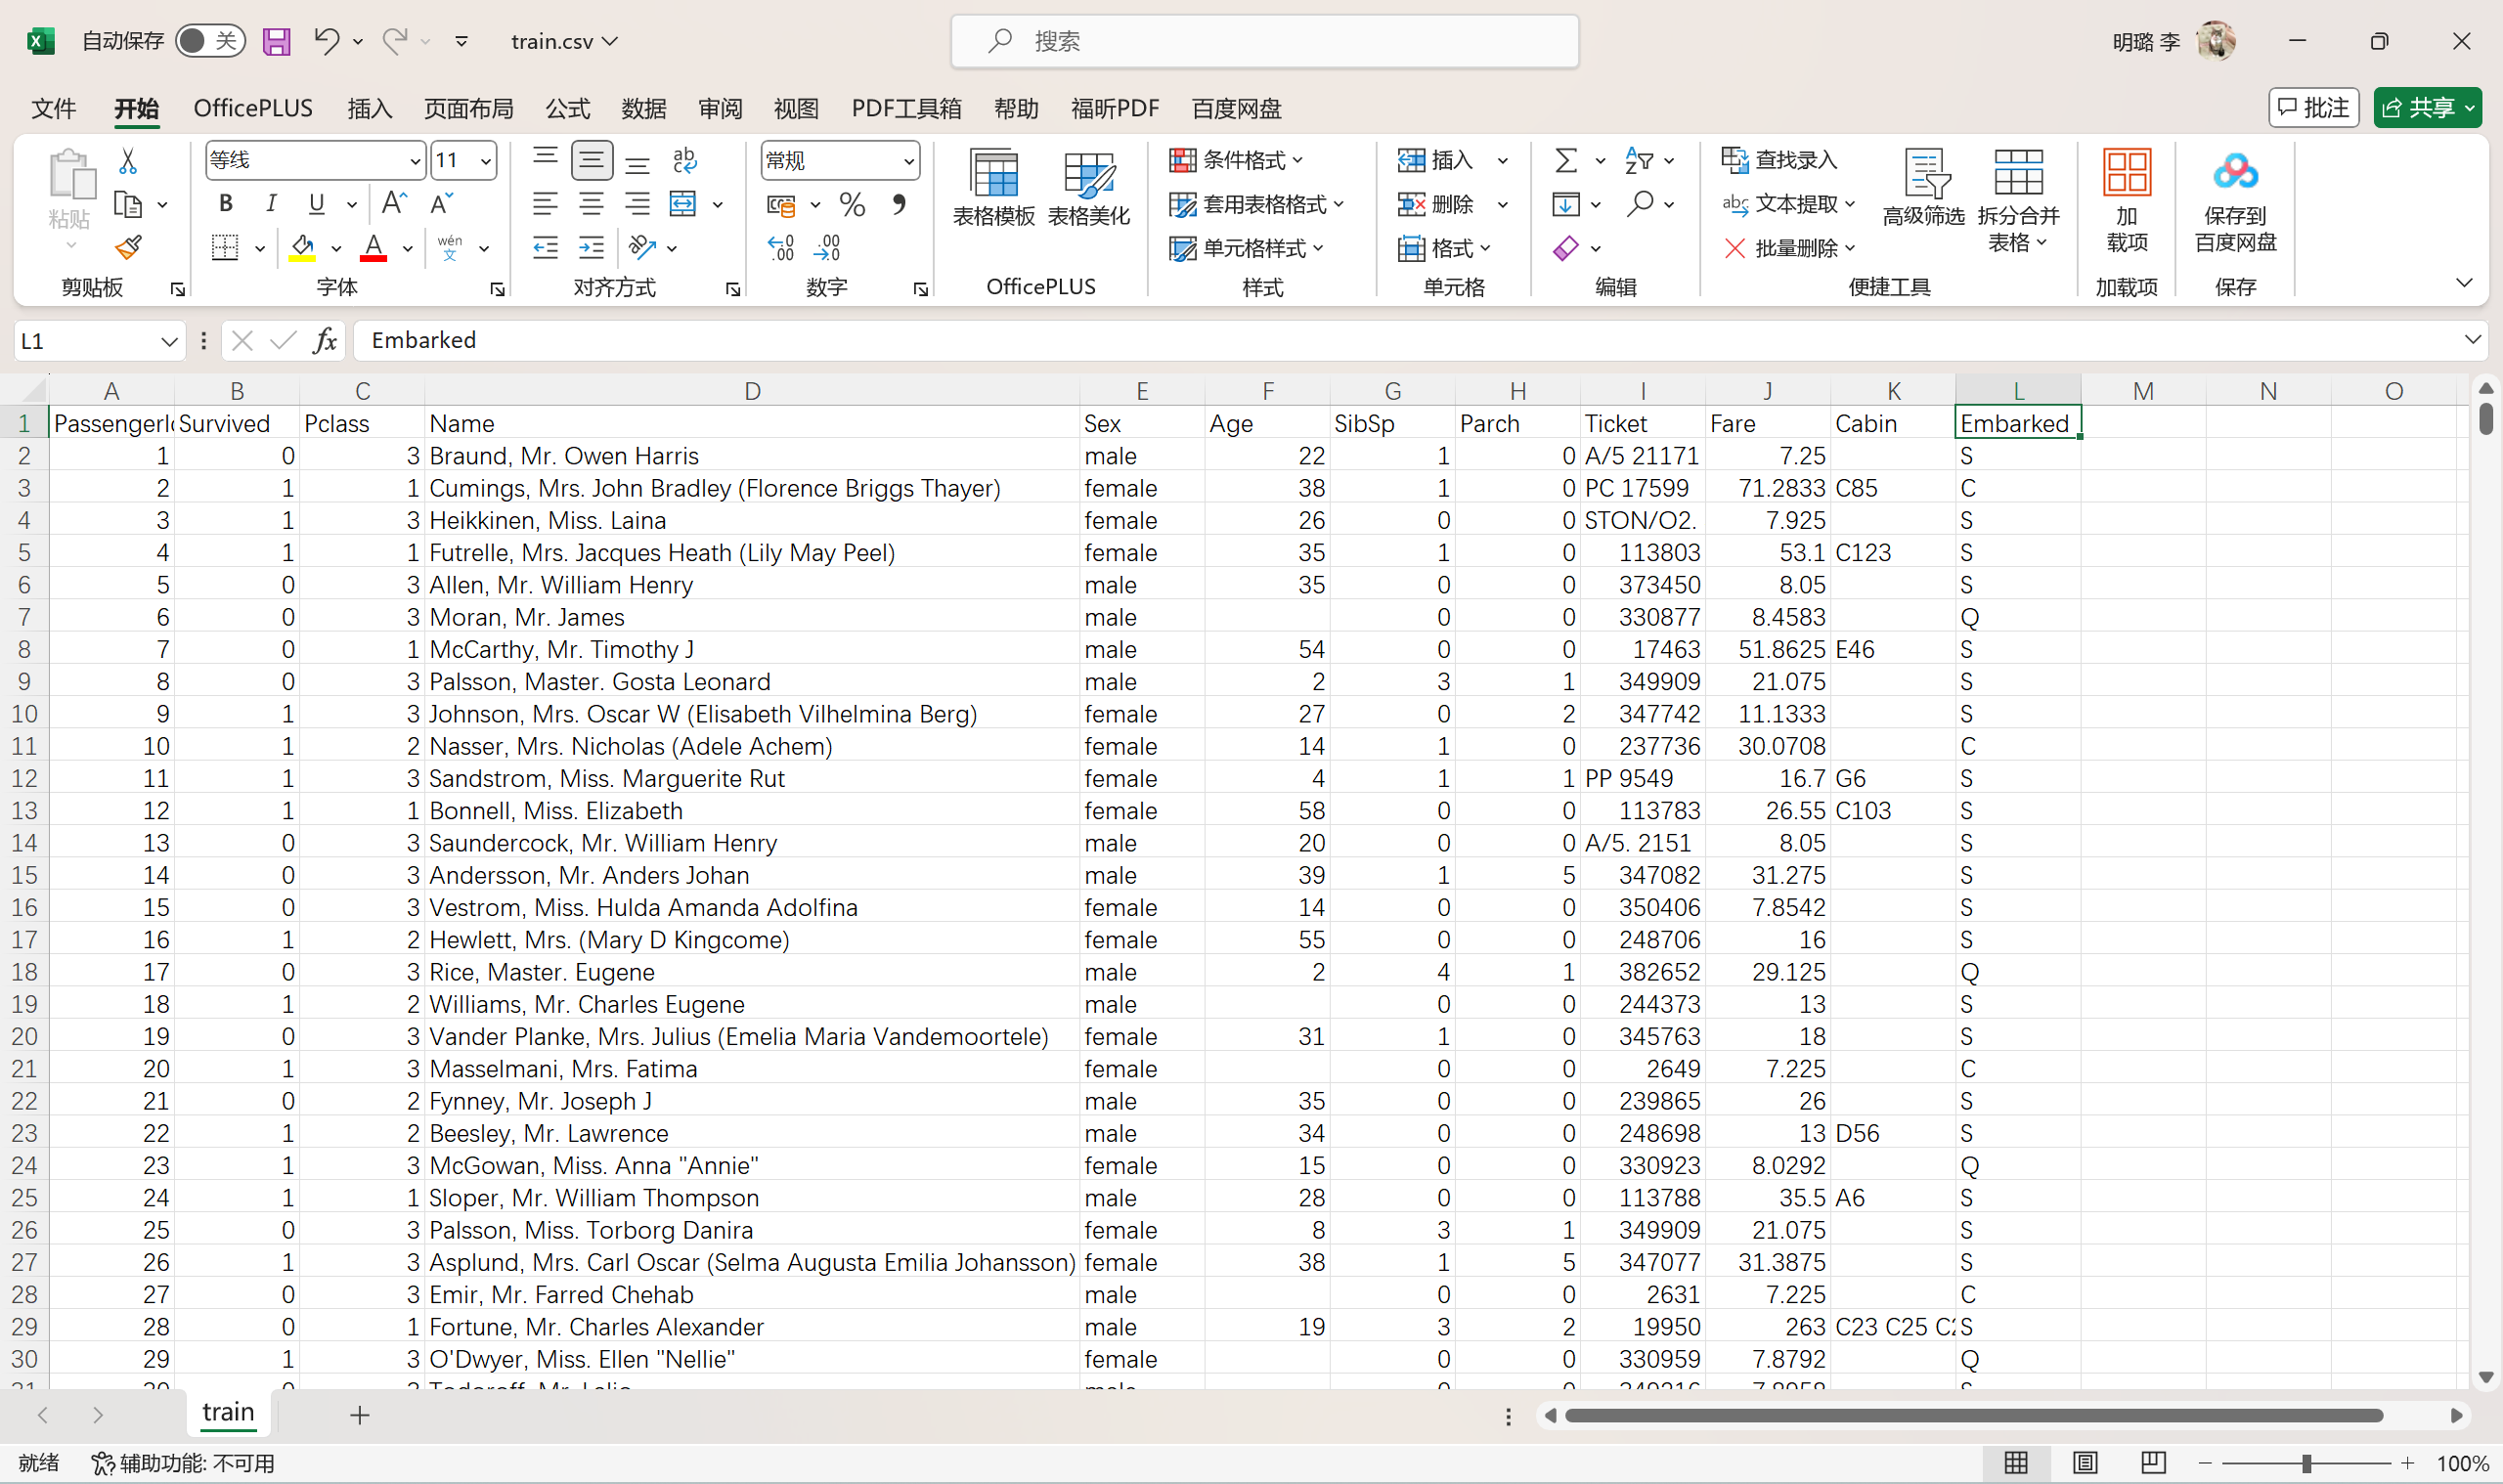 自动保存 关 train.csv 搜索 明璐 李
文件 开始 OfficePLUS 插入 页面布局 公式 数据 审阅 视图 PDF工具箱 帮助 福昕PDF 百度网盘 批注 共享
粘贴 等线 11 常规 表格模板 表格美化 条件格式 套用表格格式 单元格样式 插入 删除 格式 查找录入 文本提取 批量删除 高级筛选 拆分合并表格 加载项 保存到百度网盘
剪贴板 字体 对齐方式 数字 OfficePLUS 样式 单元格 编辑 便捷工具 加载项 保存
L1 fx Embarked
A B C D E F G H I J K L M N O
1 PassengerI Survived Pclass Name Sex Age SibSp Parch Ticket Fare Cabin Embarked
2 1 0 3 Braund, Mr. Owen Harris male 22 1 0 A/5 21171 7.25 S
3 2 1 1 Cumings, Mrs. John Bradley (Florence Briggs Thayer) female 38 1 0 PC 17599 71.2833 C85 C
4 3 1 3 Heikkinen, Miss. Laina female 26 0 0 STON/O2. 7.925 S
5 4 1 1 Futrelle, Mrs. Jacques Heath (Lily May Peel) female 35 1 0 113803 53.1 C123 S
6 5 0 3 Allen, Mr. William Henry male 35 0 0 373450 8.05 S
7 6 0 3 Moran, Mr. James male 0 0 330877 8.4583 Q
8 7 0 1 McCarthy, Mr. Timothy J male 54 0 0 17463 51.8625 E46 S
9 8 0 3 Palsson, Master. Gosta Leonard male 2 3 1 349909 21.075 S
10 9 1 3 Johnson, Mrs. Oscar W (Elisabeth Vilhelmina Berg) female 27 0 2 347742 11.1333 S
11 10 1 2 Nasser, Mrs. Nicholas (Adele Achem) female 14 1 0 237736 30.0708 C
12 11 1 3 Sandstrom, Miss. Marguerite Rut female 4 1 1 PP 9549 16.7 G6 S
13 12 1 1 Bonnell, Miss. Elizabeth female 58 0 0 113783 26.55 C103 S
14 13 0 3 Saundercock, Mr. William Henry male 20 0 0 A/5. 2151 8.05 S
15 14 0 3 Andersson, Mr. Anders Johan male 39 1 5 347082 31.275 S
16 15 0 3 Vestrom, Miss. Hulda Amanda Adolfina female 14 0 0 350406 7.8542 S
17 16 1 2 Hewlett, Mrs. (Mary D Kingcome) female 55 0 0 248706 16 S
18 17 0 3 Rice, Master. Eugene male 2 4 1 382652 29.125 Q
19 18 1 2 Williams, Mr. Charles Eugene male 0 0 244373 13 S
20 19 0 3 Vander Planke, Mrs. Julius (Emelia Maria Vandemoortele) female 31 1 0 345763 18 S
21 20 1 3 Masselmani, Mrs. Fatima female 0 0 2649 7.225 C
22 21 0 2 Fynney, Mr. Joseph J male 35 0 0 239865 26 S
23 22 1 2 Beesley, Mr. Lawrence male 34 0 0 248698 13 D56 S
24 23 1 3 McGowan, Miss. Anna "Annie" female 15 0 0 330923 8.0292 Q
25 24 1 1 Sloper, Mr. William Thompson male 28 0 0 113788 35.5 A6 S
26 25 0 3 Palsson, Miss. Torborg Danira female 8 3 1 349909 21.075 S
27 26 1 3 Asplund, Mrs. Carl Oscar (Selma Augusta Emilia Johansson) female 38 1 5 347077 31.3875 S
28 27 0 3 Emir, Mr. Farred Chehab male 0 0 2631 7.225 C
29 28 0 1 Fortune, Mr. Charles Alexander male 19 3 2 19950 263 C23 C25 C2 S
30 29 1 3 O'Dwyer, Miss. Ellen "Nellie" female 0 0 330959 7.8792 Q
train
就绪 辅助功能: 不可用 100%